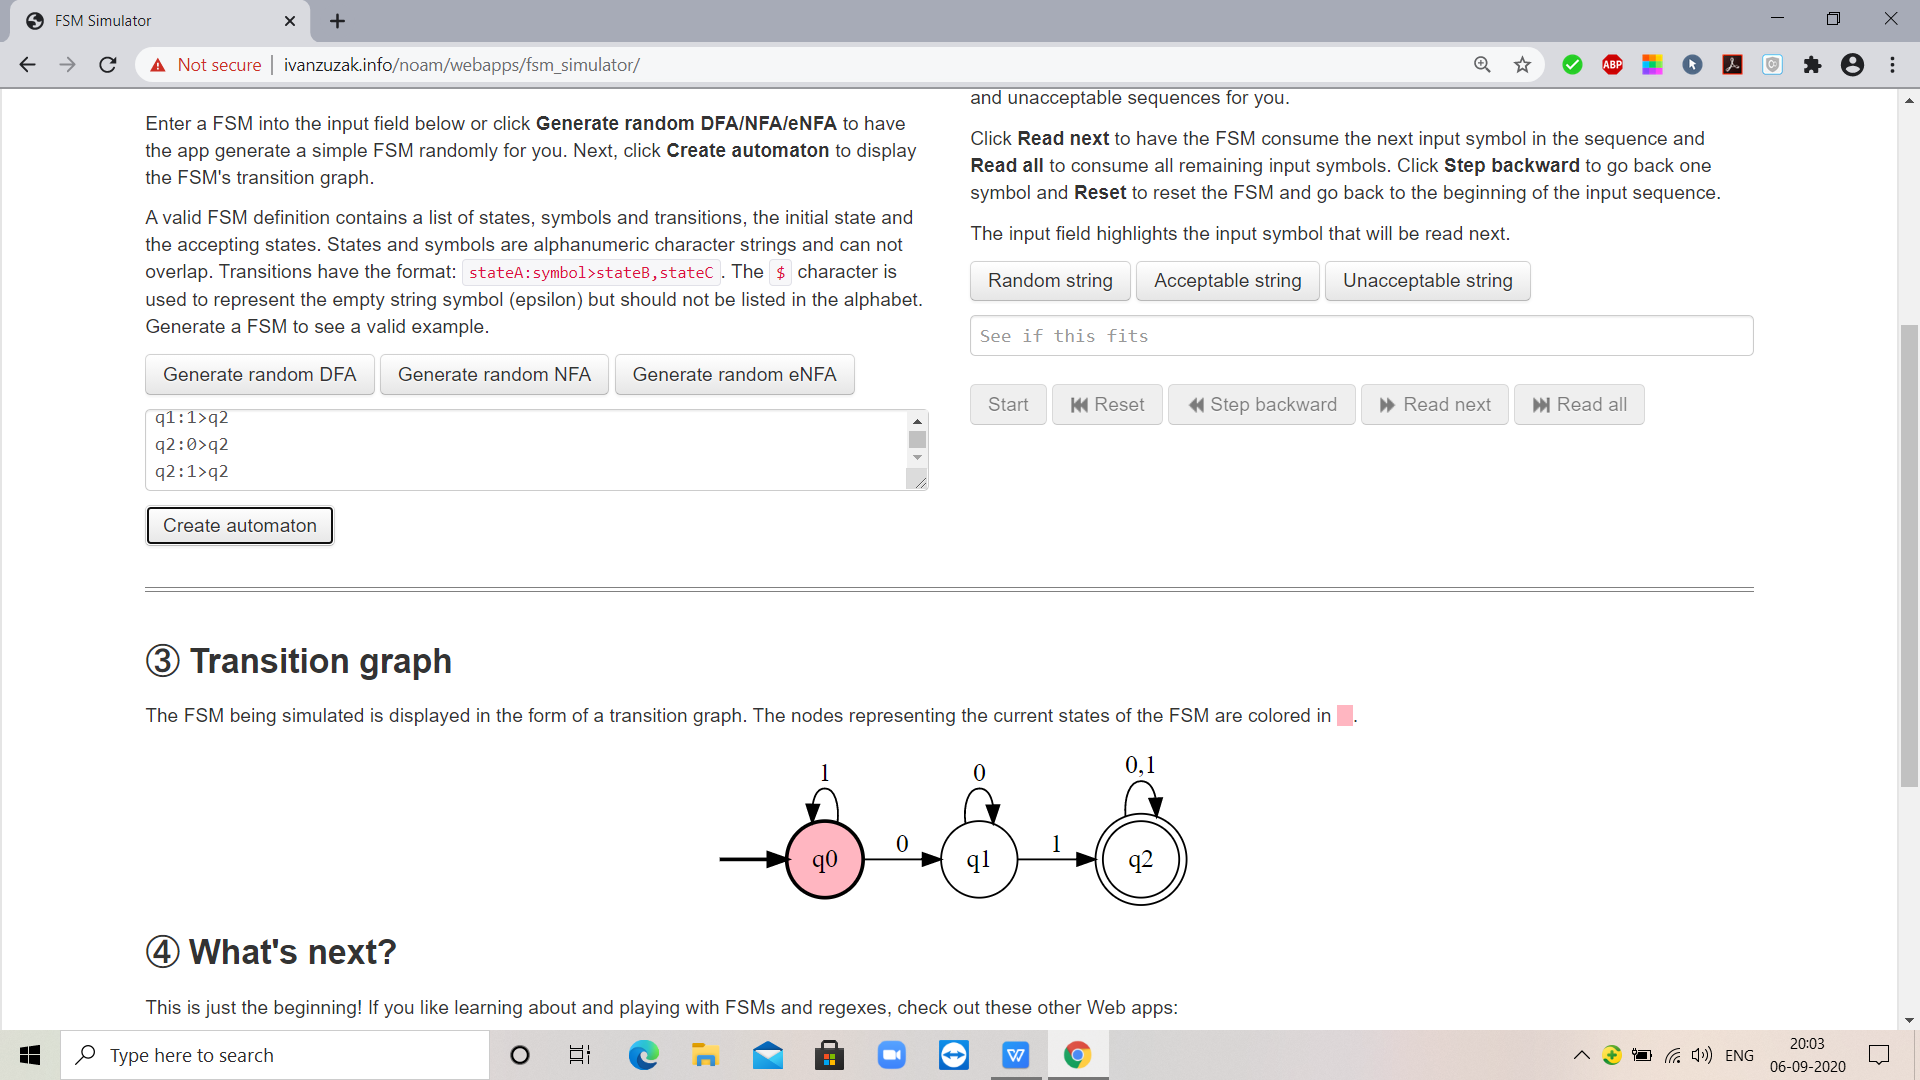 FSM Simulator
Not secure | ivanzuzak.info/noam/webapps/fsm_simulator/
ABP
Enter a FSM into the input field below or click Generate random DFA/NFA/eNFA to have
the app generate a simple FSM randomly for you. Next, click Create automaton to display
the FSM's transition graph.
A valid FSM definition contains a list of states, symbols and transitions, the initial state and
the accepting states. States and symbols are alphanumeric character strings and can not
overlap. Transitions have the format: stateA:symbol>stateB,stateC . The $ character is
used to represent the empty string symbol (epsilon) but should not be listed in the alphabet.
Generate a FSM to see a valid example.
Generate random DFA Generate random NFA Generate random eNFA
q1:1>q2
q2:0>q2
q2:1>q2
Create automaton
and unacceptable sequences for you.
Click Read next to have the FSM consume the next input symbol in the sequence and
Read all to consume all remaining input symbols. Click Step backward to go back one
symbol and Reset to reset the FSM and go back to the beginning of the input sequence.
The input field highlights the input symbol that will be read next.
Random string Acceptable string Unacceptable string
See if this fits
Start Reset Step backward Read next Read all
③ Transition graph
The FSM being simulated is displayed in the form of a transition graph. The nodes representing the current states of the FSM are colored in .
1 0 0,1
0 1
q0 q1 q2
④ What's next?
This is just the beginning! If you like learning about and playing with FSMs and regexes, check out these other Web apps:
Type here to search
W
ENG
20:03
06-09-2020